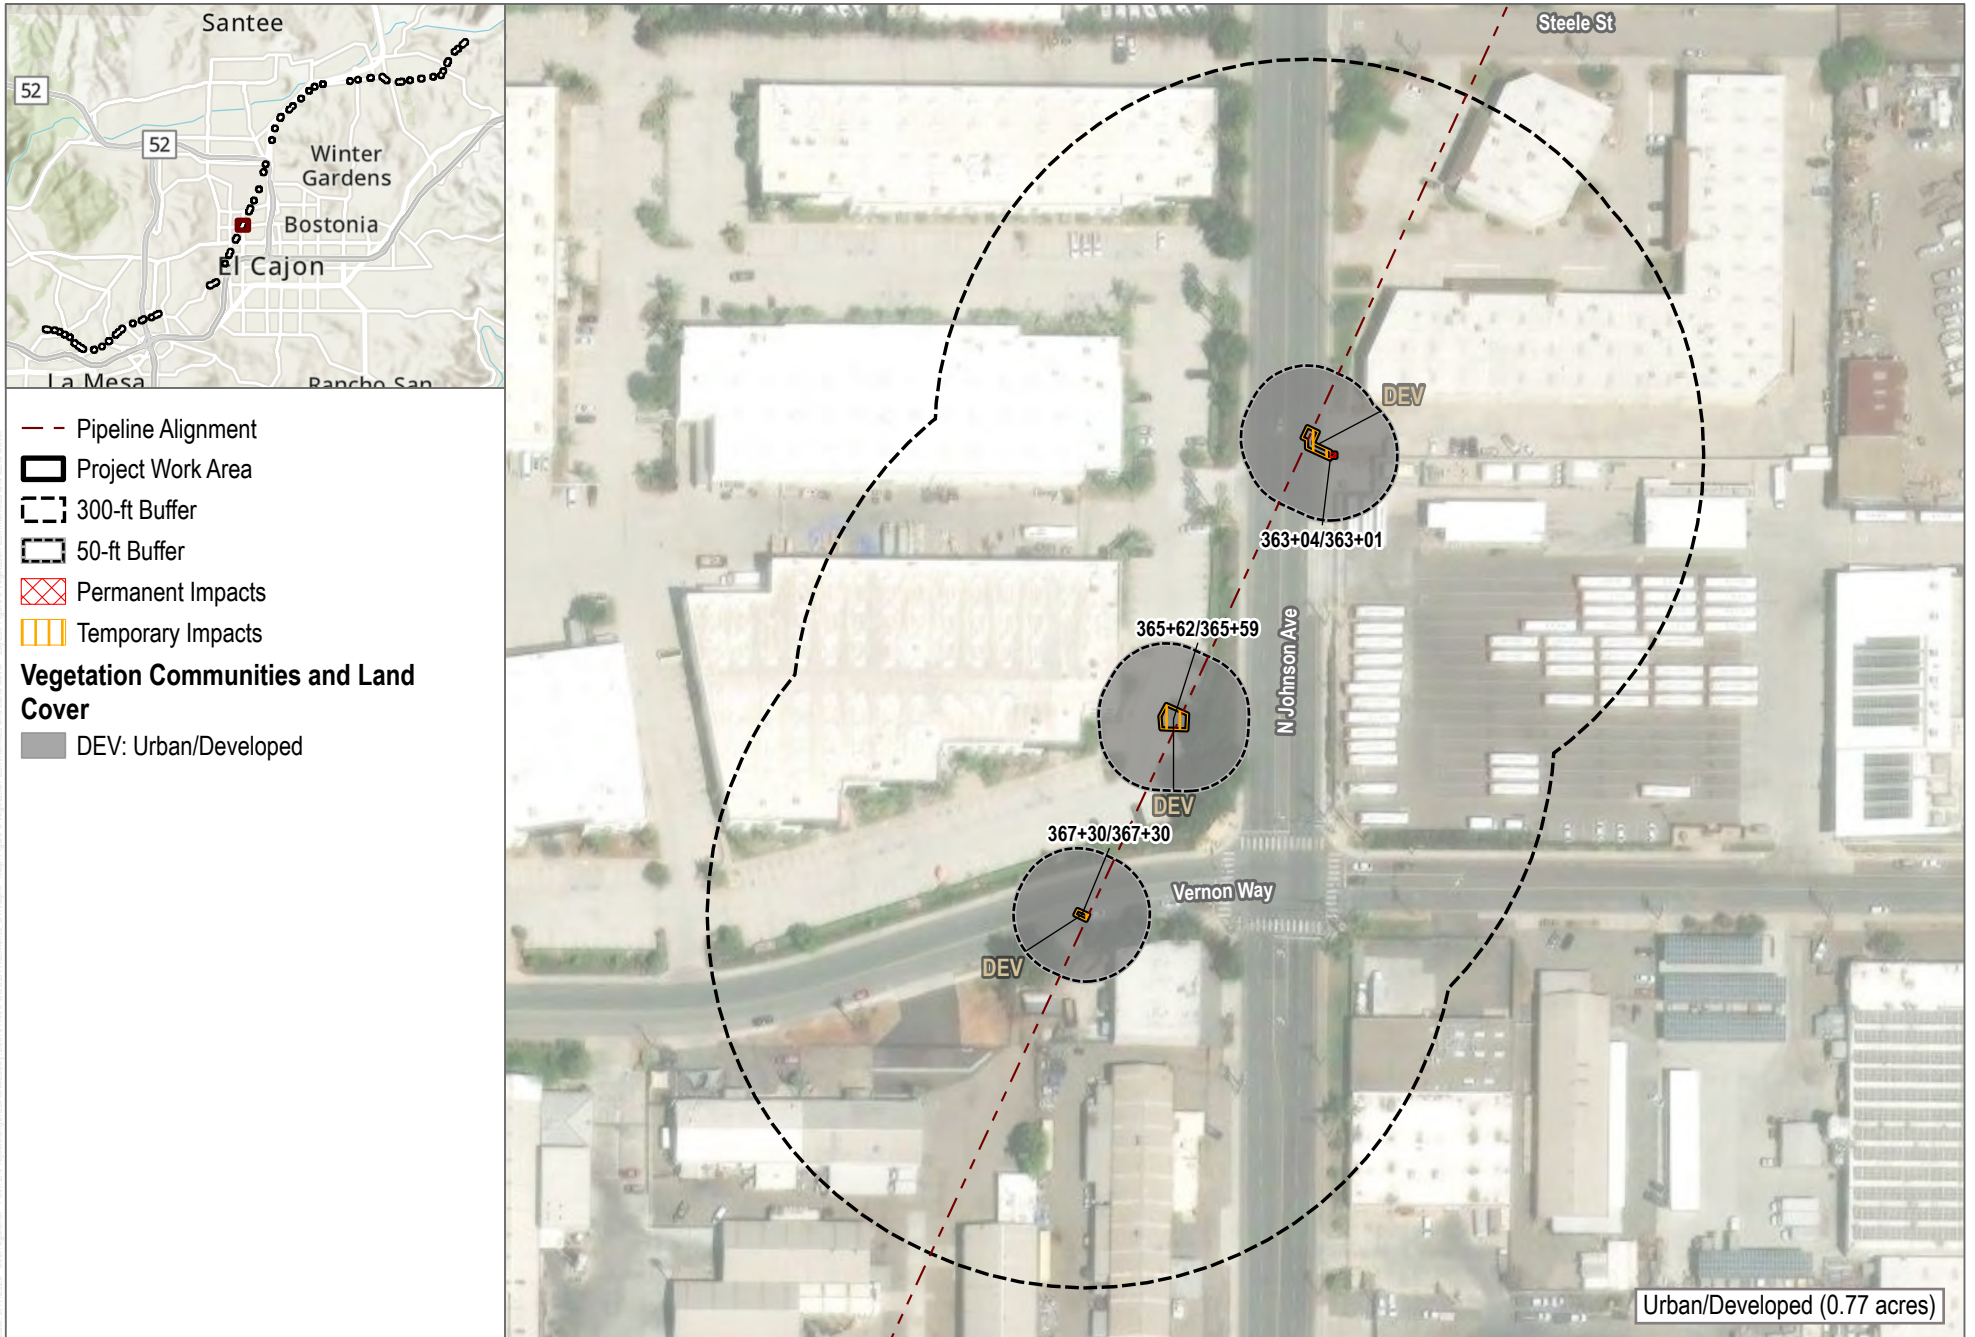 Santee
52
52
Winter
Gardens
Bostonia
El Cajon
La Mesa
Rancho San
Pipeline Alignment
Project Work Area
300-ft Buffer
50-ft Buffer
Permanent Impacts
Temporary Impacts
Vegetation Communities and Land
Cover
DEV: Urban/Developed
Steele St
DEV
363+04/363+01
365+62/365+59
N Johnson Ave
DEV
367+30/367+30
Vernon Way
DEV
Urban/Developed (0.77 acres)